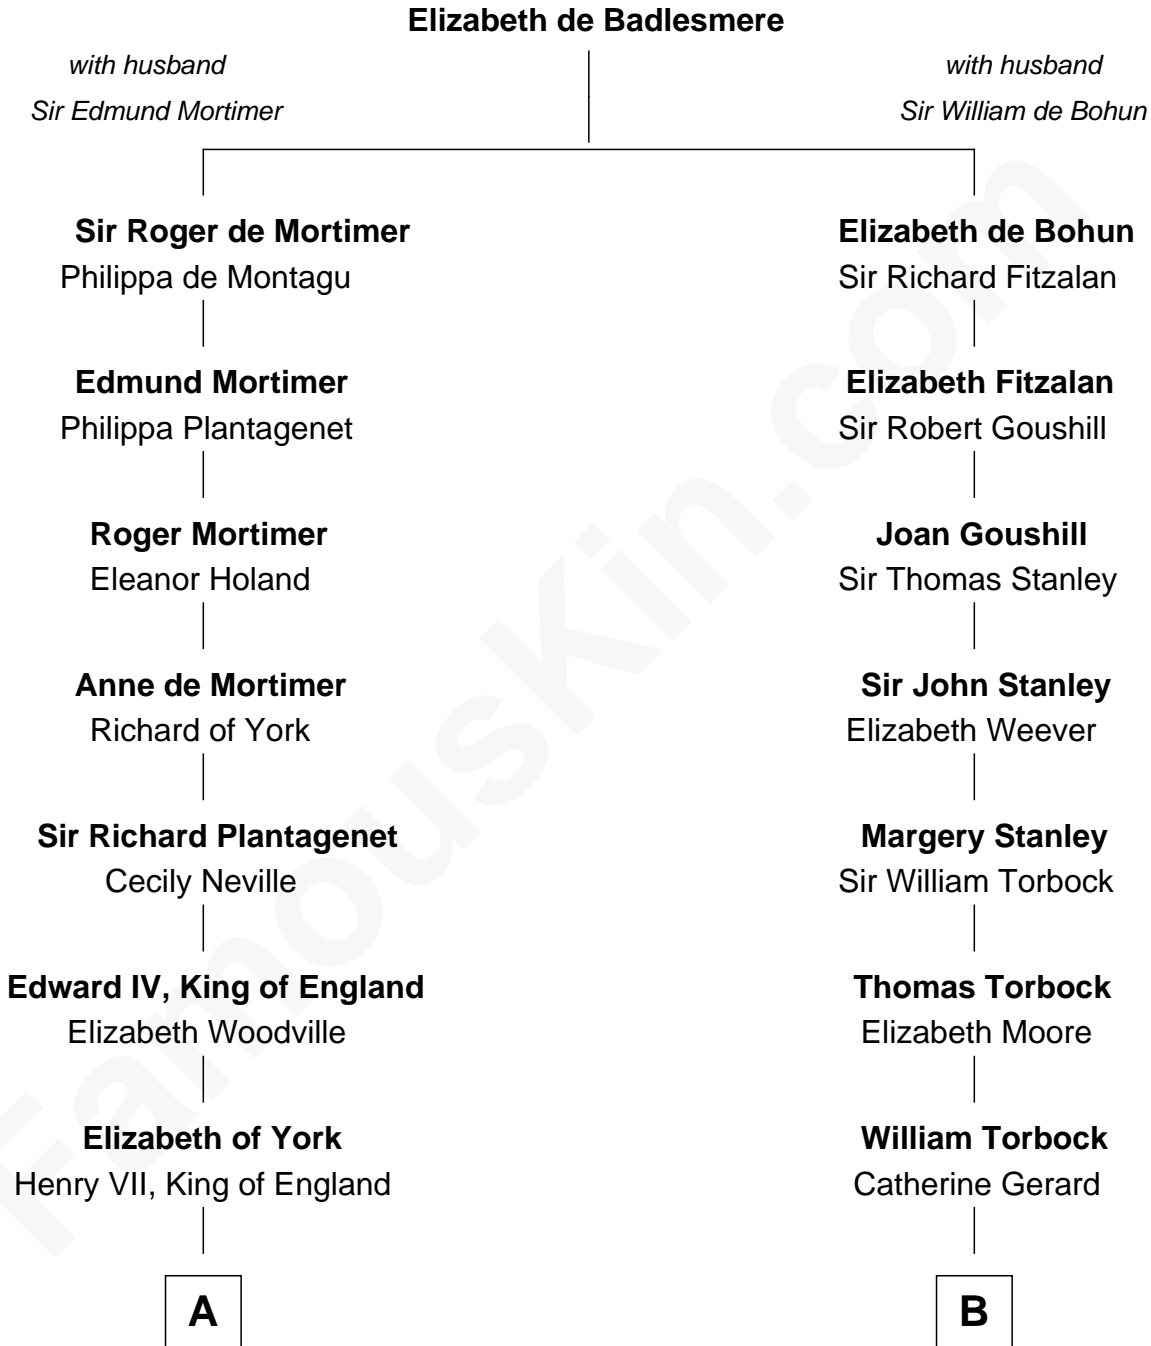 Elizabeth de Badlesmere
with husband
Sir Edmund Mortimer
with husband
Sir William de Bohun
Sir Roger de Mortimer
Philippa de Montagu
Elizabeth de Bohun
Sir Richard Fitzalan
Edmund Mortimer
Philippa Plantagenet
Elizabeth Fitzalan
Sir Robert Goushill
Roger Mortimer
Eleanor Holand
Joan Goushill
Sir Thomas Stanley
Anne de Mortimer
Richard of York
Sir John Stanley
Elizabeth Weever
Sir Richard Plantagenet
Cecily Neville
Margery Stanley
Sir William Torbock
Edward IV, King of England
Elizabeth Woodville
Thomas Torbock
Elizabeth Moore
Elizabeth of York
Henry VII, King of England
William Torbock
Catherine Gerard
A
B
FamousKin.com